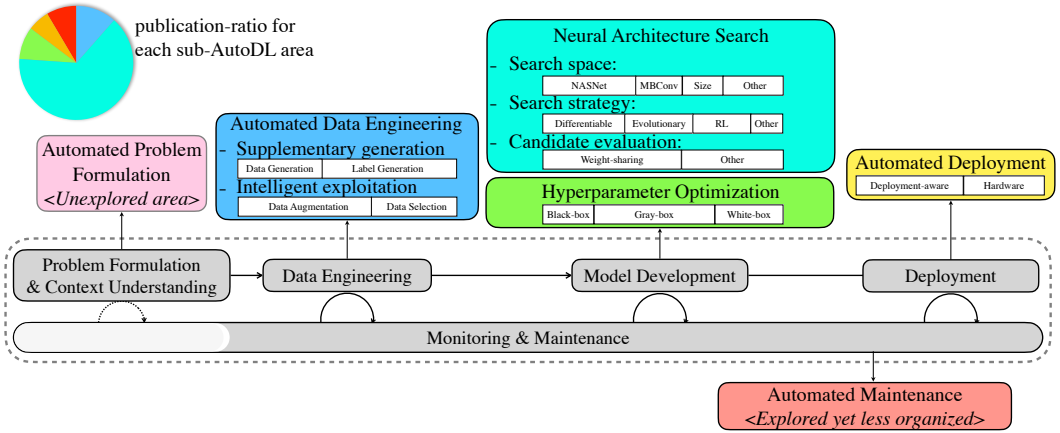 publication-ratio for
each sub-AutoDL area
Neural Architecture Search
- Search space:
NASNet MBConv Size Other
- Search strategy:
Differentiable Evolutionary RL Other
- Candidate evaluation:
Weight-sharing Other
Automated Data Engineering
- Supplementary generation
Data Generation Label Generation
- Intelligent exploitation
Data Augmentation Data Selection
Automated Problem
Formulation
<Unexplored area>
Hyperparameter Optimization
Black-box Gray-box White-box
Automated Deployment
Deployment-aware Hardware
Problem Formulation
& Context Understanding
Data Engineering
Model Development
Deployment
Monitoring & Maintenance
Automated Maintenance
<Explored yet less organized>